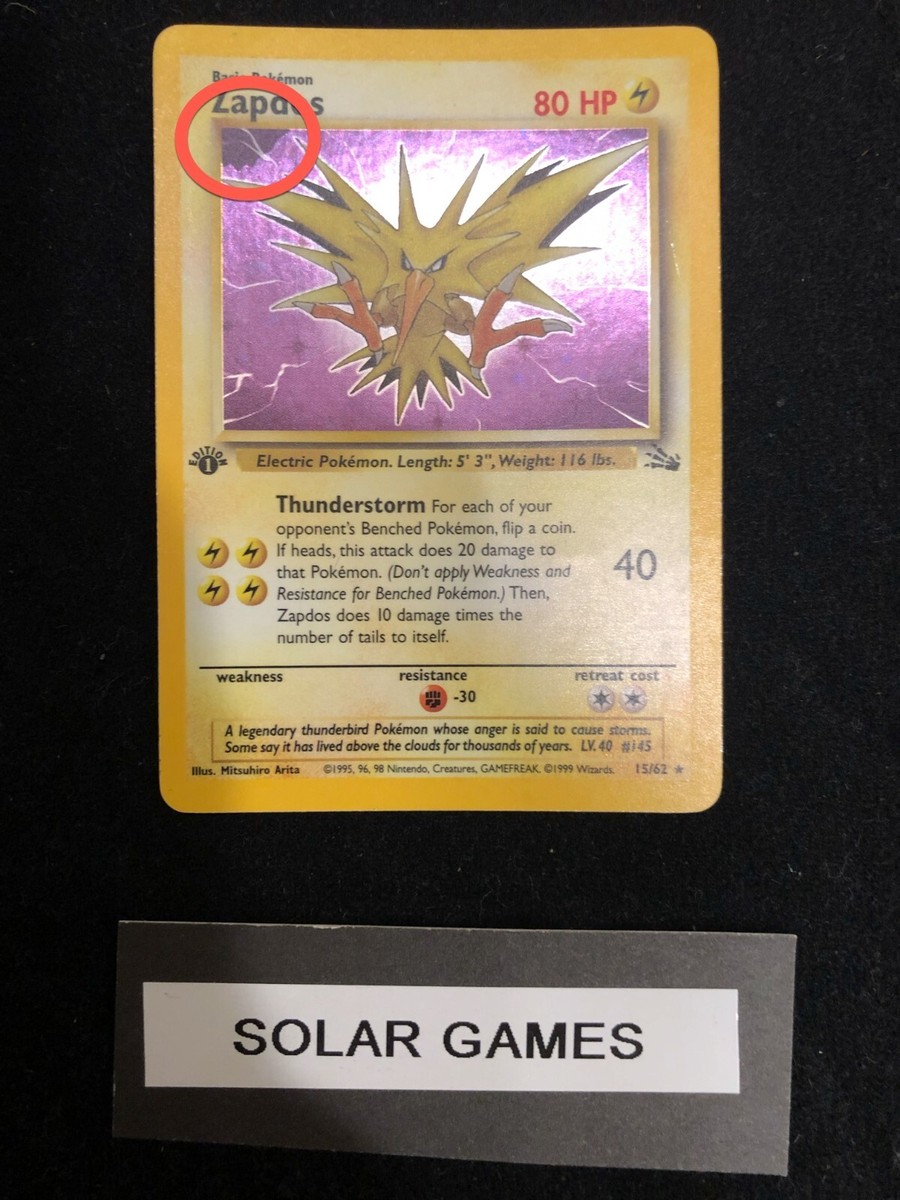 Basic Pokémon
Zapdos
80 HP
EDITION
1
Electric Pokémon. Length: 5' 3", Weight: 116 lbs.
Thunderstorm For each of your
opponent's Benched Pokémon, flip a coin.
If heads, this attack does 20 damage to
that Pokémon. (Don't apply Weakness and
Resistance for Benched Pokémon.) Then,
Zapdos does 10 damage times the
number of tails to itself.
40
weakness
resistance
retreat cost
-30
A legendary thunderbird Pokémon whose anger is said to cause storms.
Some say it has lived above the clouds for thousands of years. LV. 40 #145
Illus. Mitsuhiro Arita ©1995, 96, 98 Nintendo, Creatures, GAMEFREAK. ©1999 Wizards. 15/62 ★
SOLAR GAMES